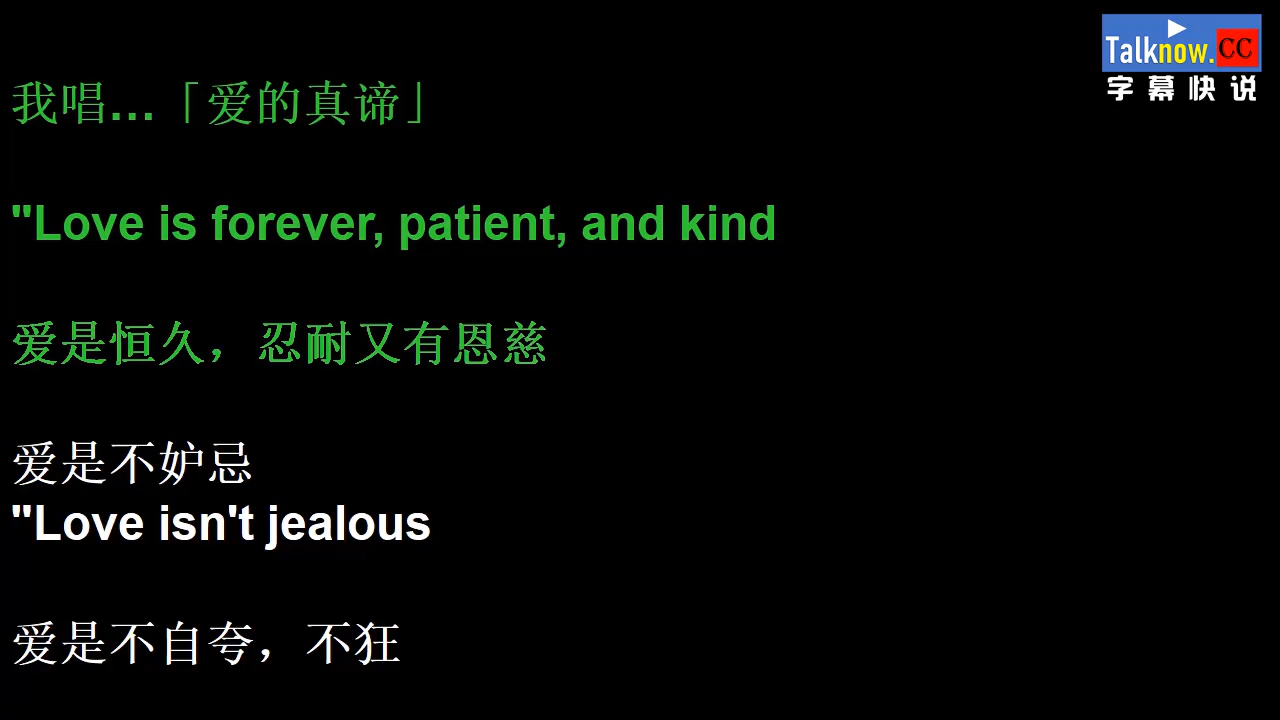 Talknow.CC
字幕快说
我唱...「爱的真谛」
"Love is forever, patient, and kind
爱是恒久，忍耐又有恩慈
爱是不妒忌
"Love isn't jealous
爱是不自夸，不狂